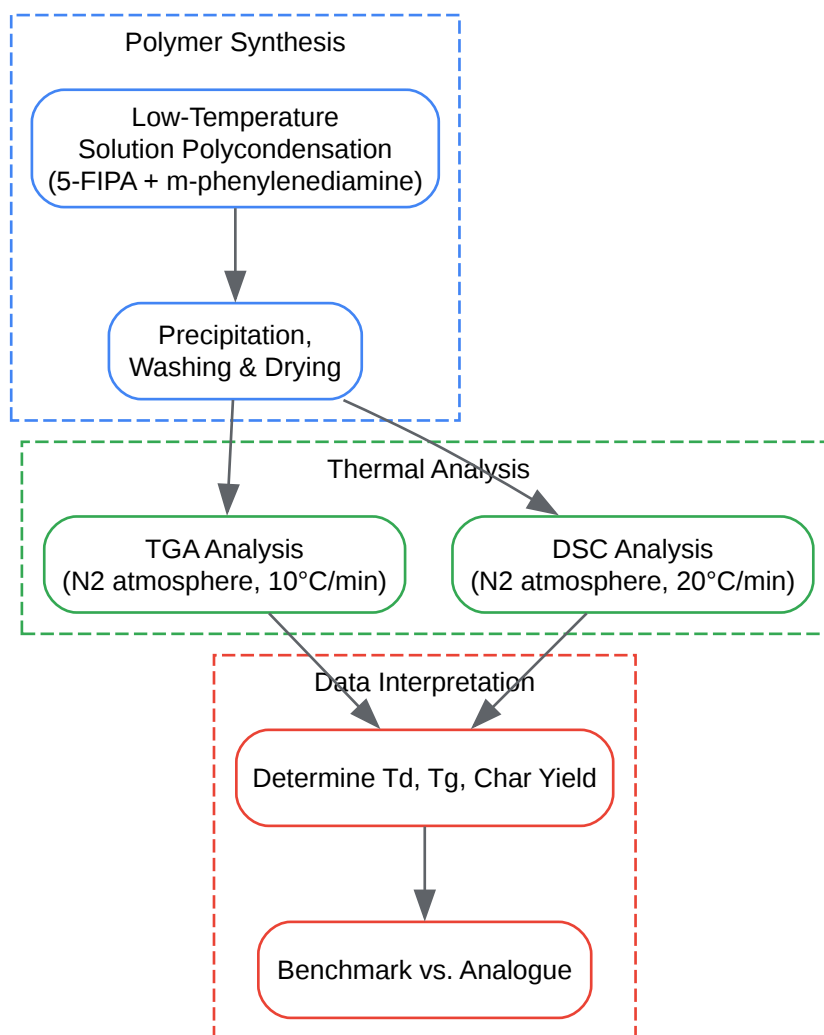 Polymer Synthesis
Low-Temperature
Solution Polycondensation
(5-FIPA + m-phenylenediamine)
Precipitation,
Washing & Drying
Thermal Analysis
TGA Analysis
(N2 atmosphere, 10°C/min)
DSC Analysis
(N2 atmosphere, 20°C/min)
Data Interpretation
Determine Td, Tg, Char Yield
Benchmark vs. Analogue